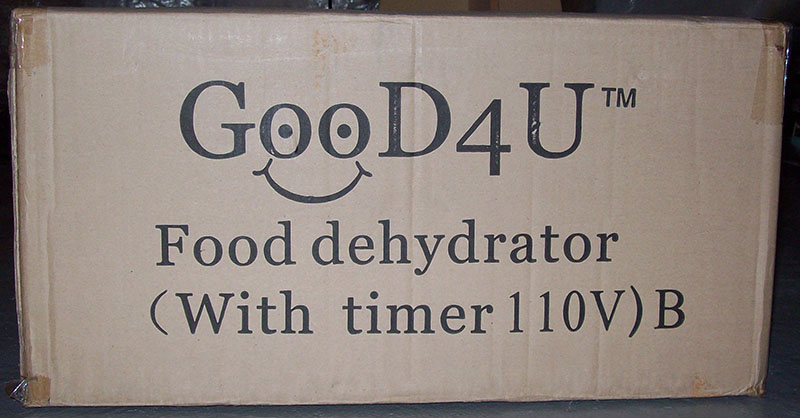 GooD4U™
Food dehydrator
(With timer 110V) B